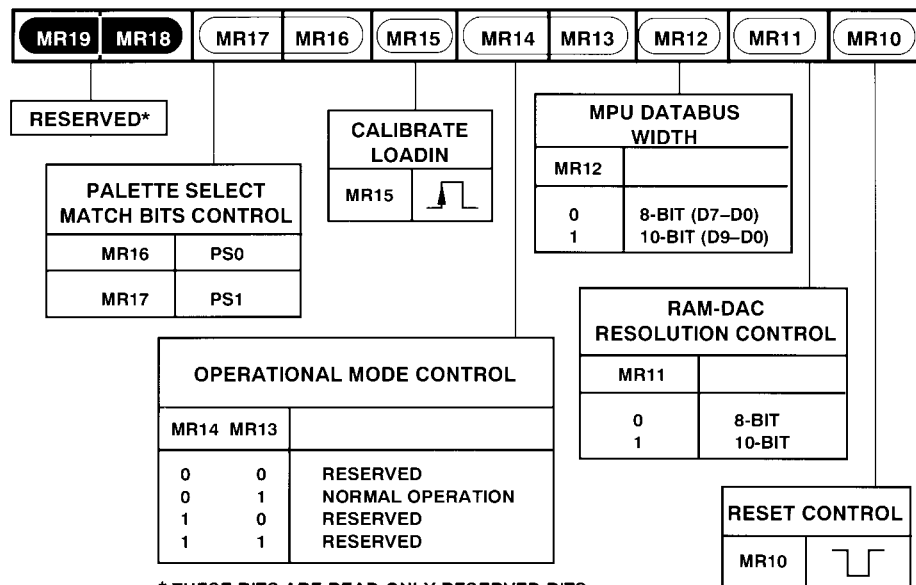 MR19 MR18 MR17 MR16 MR15 MR14 MR13 MR12 MR11 MR10
RESERVED*
PALETTE SELECT
MATCH BITS CONTROL
MR16 PS0
MR17 PS1
CALIBRATE
LOADIN
MR15
MPU DATABUS
WIDTH
MR12
0 8-BIT (D7–D0)
1 10-BIT (D9–D0)
OPERATIONAL MODE CONTROL
MR14 MR13
0 0 RESERVED
0 1 NORMAL OPERATION
1 0 RESERVED
1 1 RESERVED
RAM-DAC
RESOLUTION CONTROL
MR11
0 8-BIT
1 10-BIT
RESET CONTROL
MR10
* THESE BITS ARE READ-ONLY RESERVED BITS